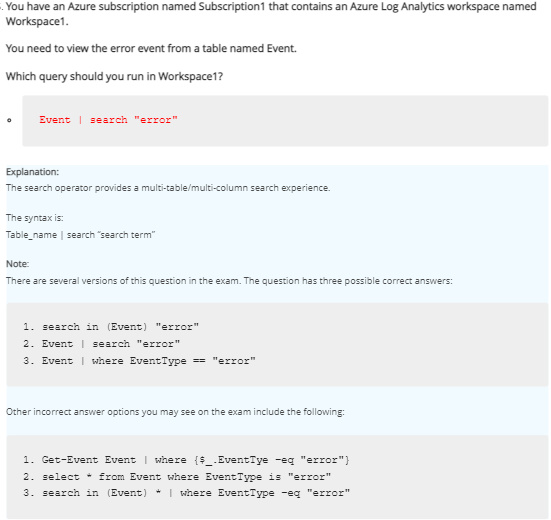 . You have an Azure subscription named Subscription1 that contains an Azure Log Analytics workspace named
Workspace1.
You need to view the error event from a table named Event.
Which query should you run in Workspace1?
Event | search "error"
Explanation:
The search operator provides a multi-table/multi-column search experience.
The syntax is:
Table_name | search "search term"
Note:
There are several versions of this question in the exam. The question has three possible correct answers:
1. search in (Event) "error"
2. Event | search "error"
3. Event | where EventType == "error"
Other incorrect answer options you may see on the exam include the following:
1. Get-Event Event | where {$_.EventTye -eq "error"}
2. select * from Event where EventType is "error"
3. search in (Event) * | where EventType -eq "error"